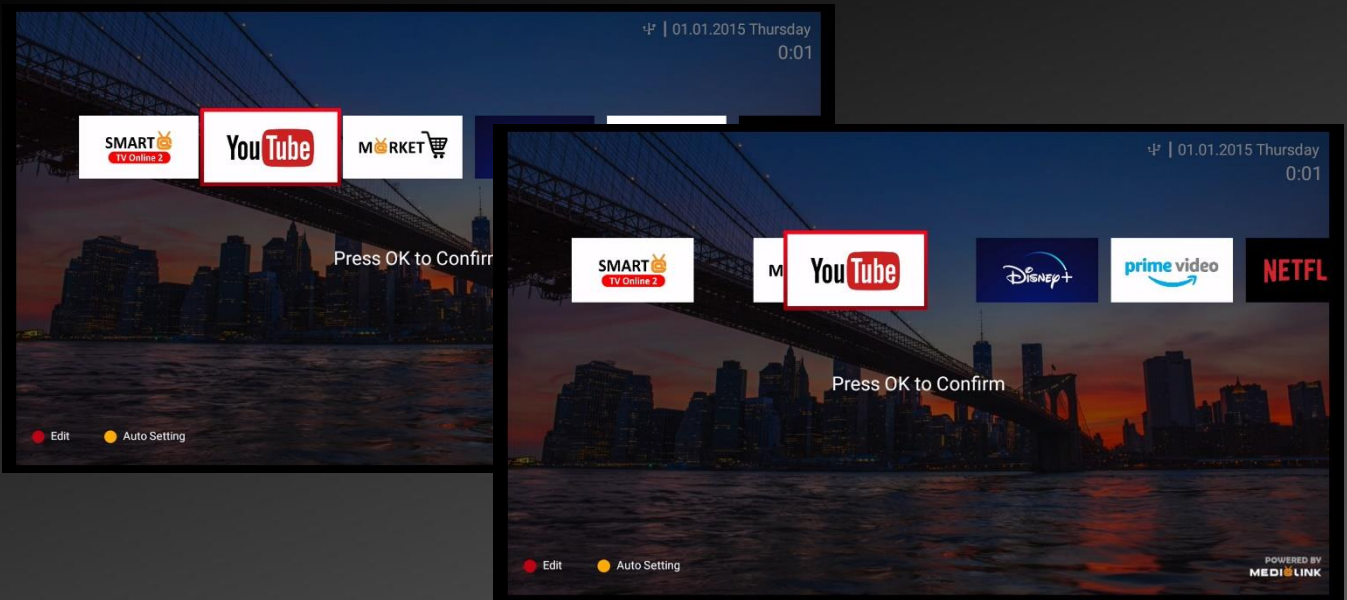 01.01.2015 Thursday
0:01
SMART
TV Online 2
YouTube
MARKET
Press OK to Confir
Edit
Auto Setting
01.01.2015 Thursday
0:01
SMART
TV Online 2
M
YouTube
Disney+
prime video
NETFL
Press OK to Confirm
Edit
Auto Setting
POWERED BY
MEDIALINK